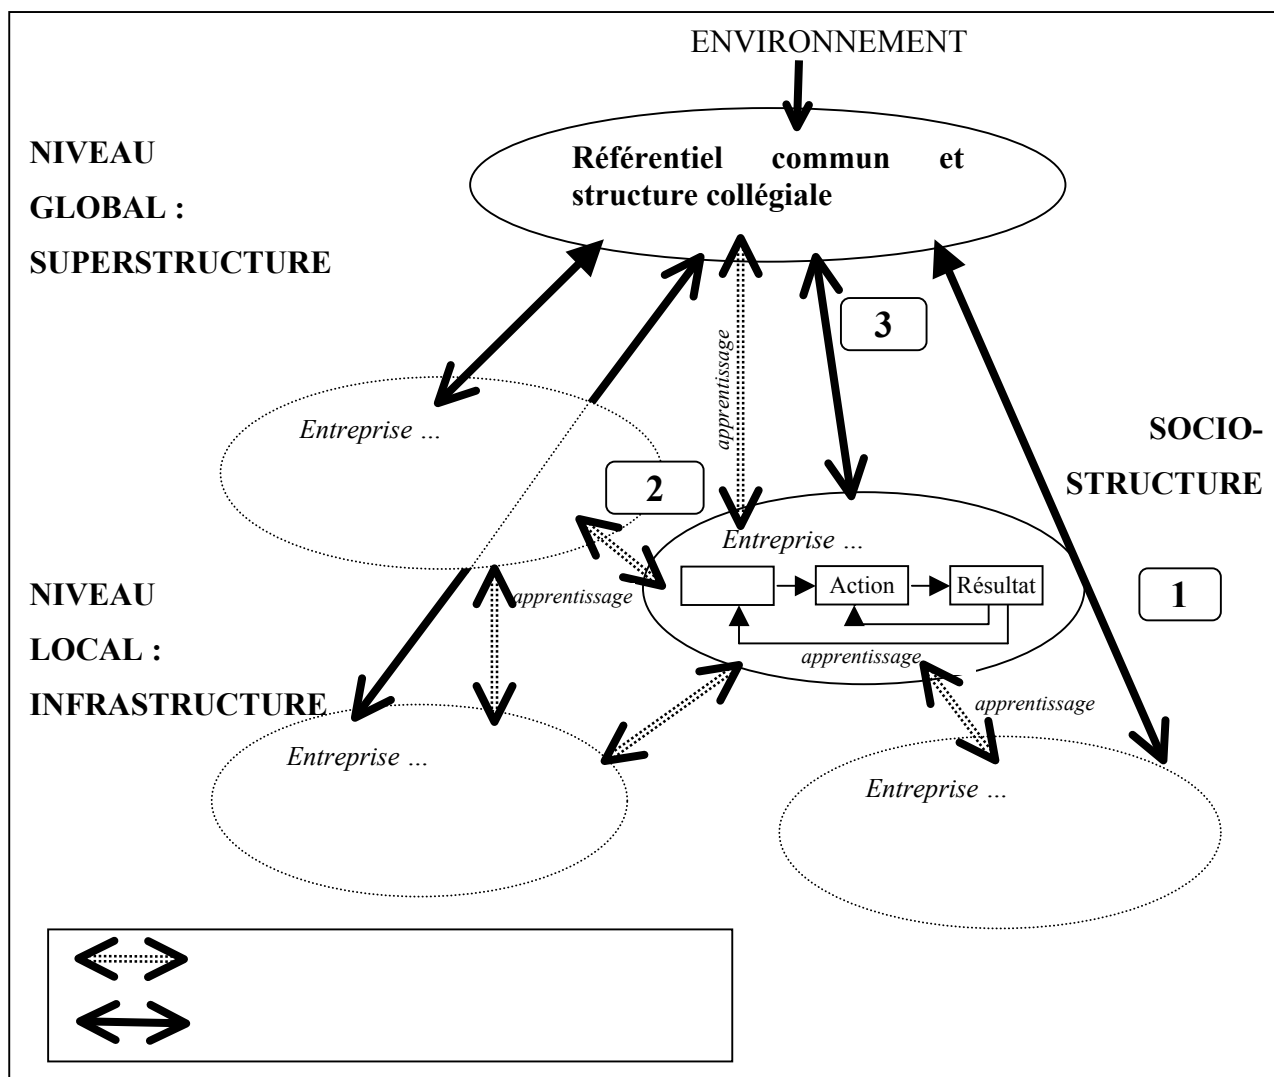 ENVIRONNEMENT
Référentiel commun et
structure collégiale
NIVEAU
GLOBAL :
SUPERSTRUCTURE
3
apprentissage
Entreprise ...
SOCIO-
STRUCTURE
2
Entreprise ...
Action
Résultat
apprentissage
NIVEAU
LOCAL :
INFRASTRUCTURE
apprentissage
1
apprentissage
Entreprise ...
Entreprise ...